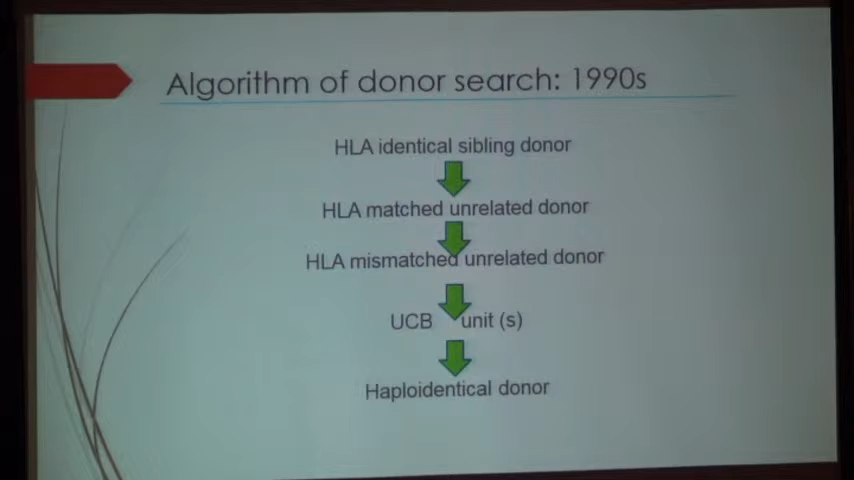 Algorithm of donor search: 1990s
HLA identical sibling donor
HLA matched unrelated donor
HLA mismatched unrelated donor
UCB unit (s)
Haploidentical donor